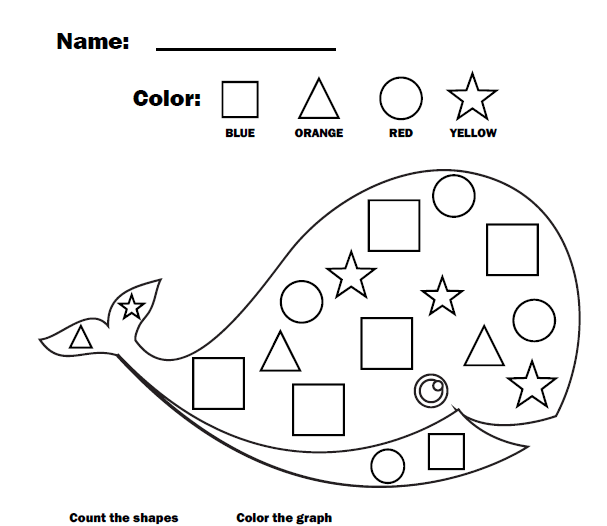 Name:
Color:
BLUE ORANGE RED YELLOW
Count the shapes Color the graph